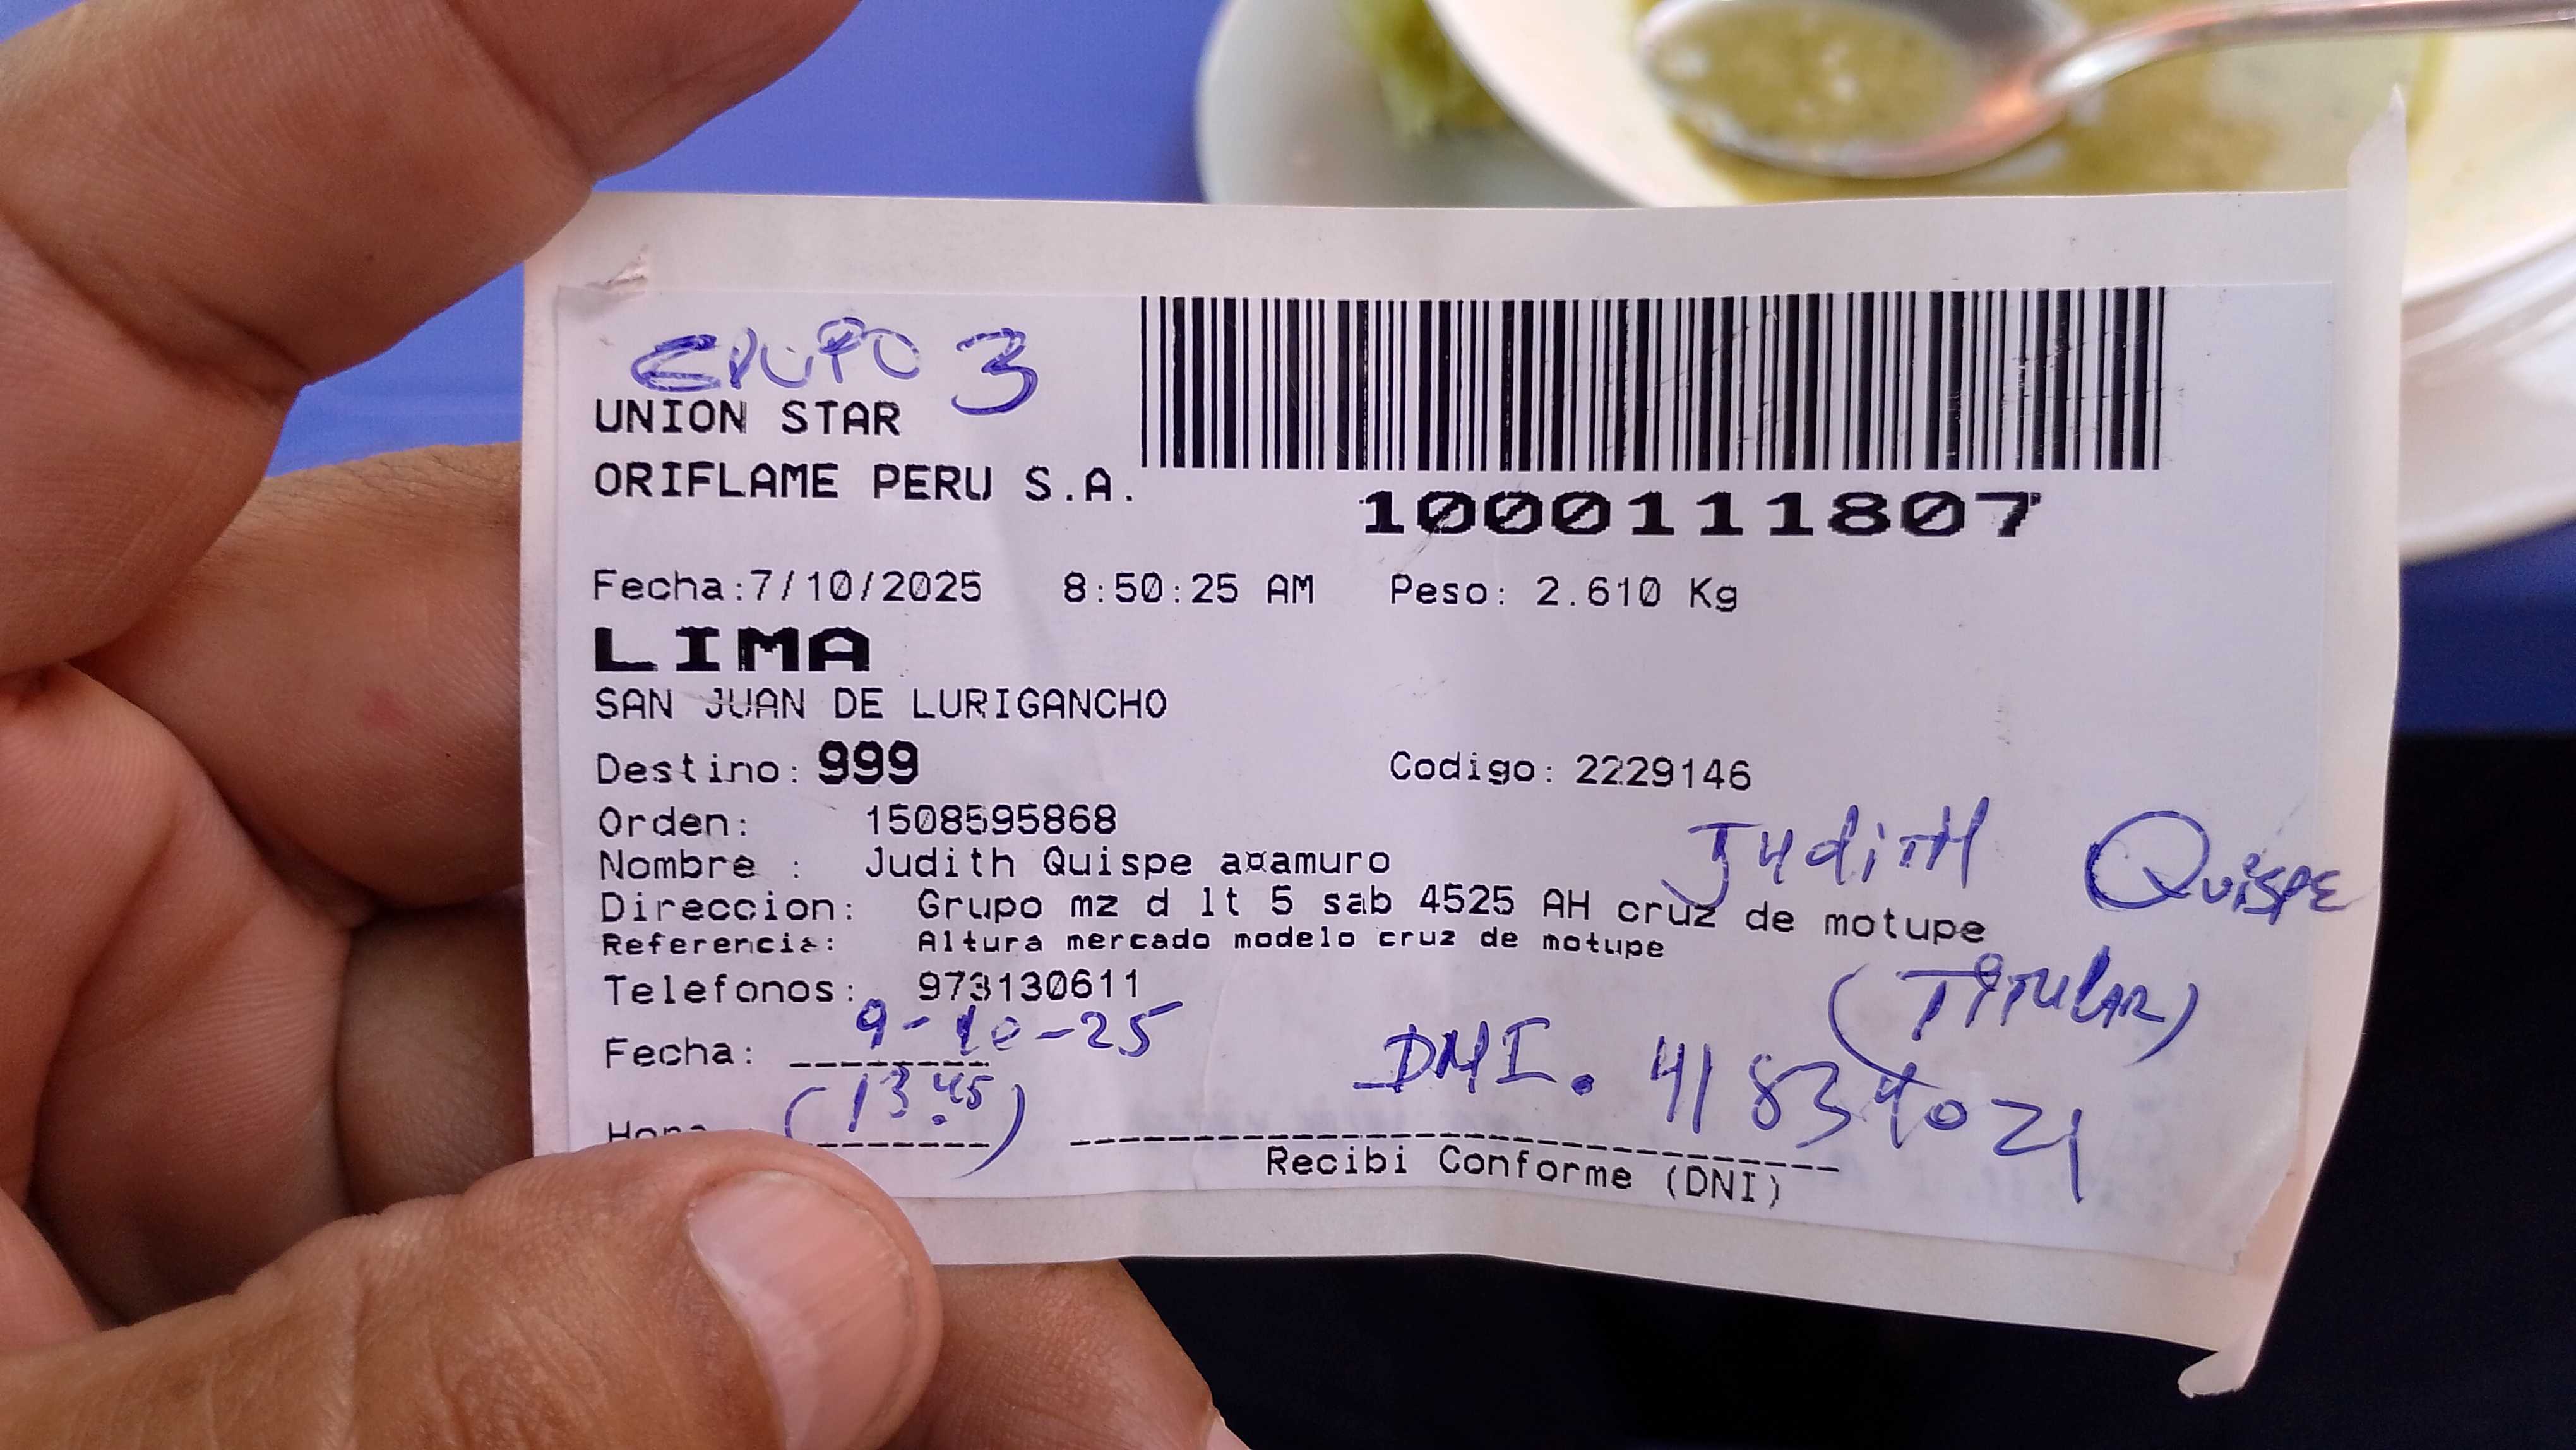 GRUPO 3
UNION STAR
ORIFLAME PERU S.A.
1000111807
Fecha:7/10/2025 8:50:25 AM Peso: 2.610 Kg
LIMA
SAN JUAN DE LURIGANCHO
Destino: 999 Codigo: 2229146
Orden: 1508595868
Nombre : Judith Quispe a¤amuro
Judith Quispe
Direccion: Grupo mz d lt 5 sab 4525 AH cruz de motupe
Referencia: Altura mercado modelo cruz de motupe
(Titular)
Telefonos: 973130611
Fecha: 9-10-25
DNI. 41834021
Hora : (13.45)
Recibi Conforme (DNI)